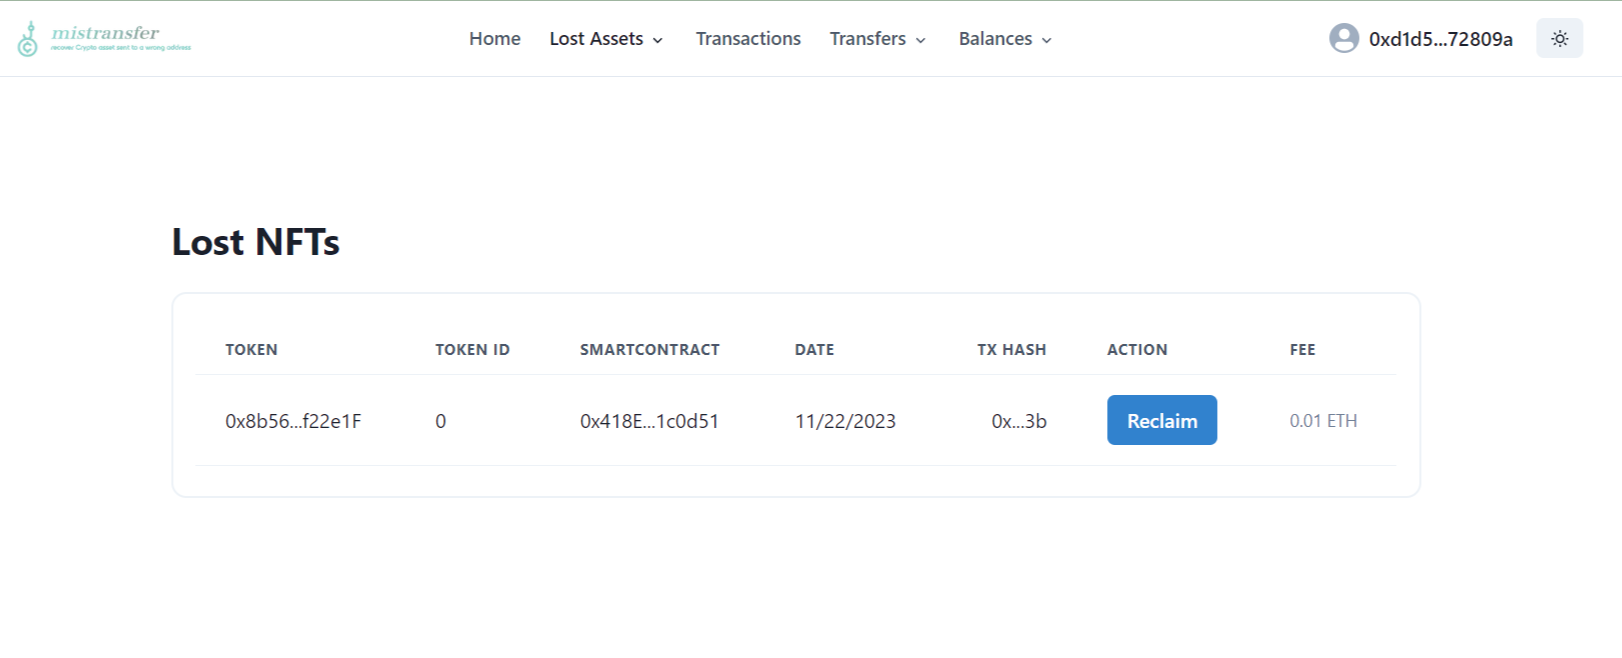 mistransfer
recover Crypto asset sent to a wrong address
Home Lost Assets Transactions Transfers Balances 0xd1d5...72809a
Lost NFTs
TOKEN TOKEN ID SMARTCONTRACT DATE TX HASH ACTION FEE
0x8b56...f22e1F 0 0x418E...1c0d51 11/22/2023 0x...3b Reclaim 0.01 ETH